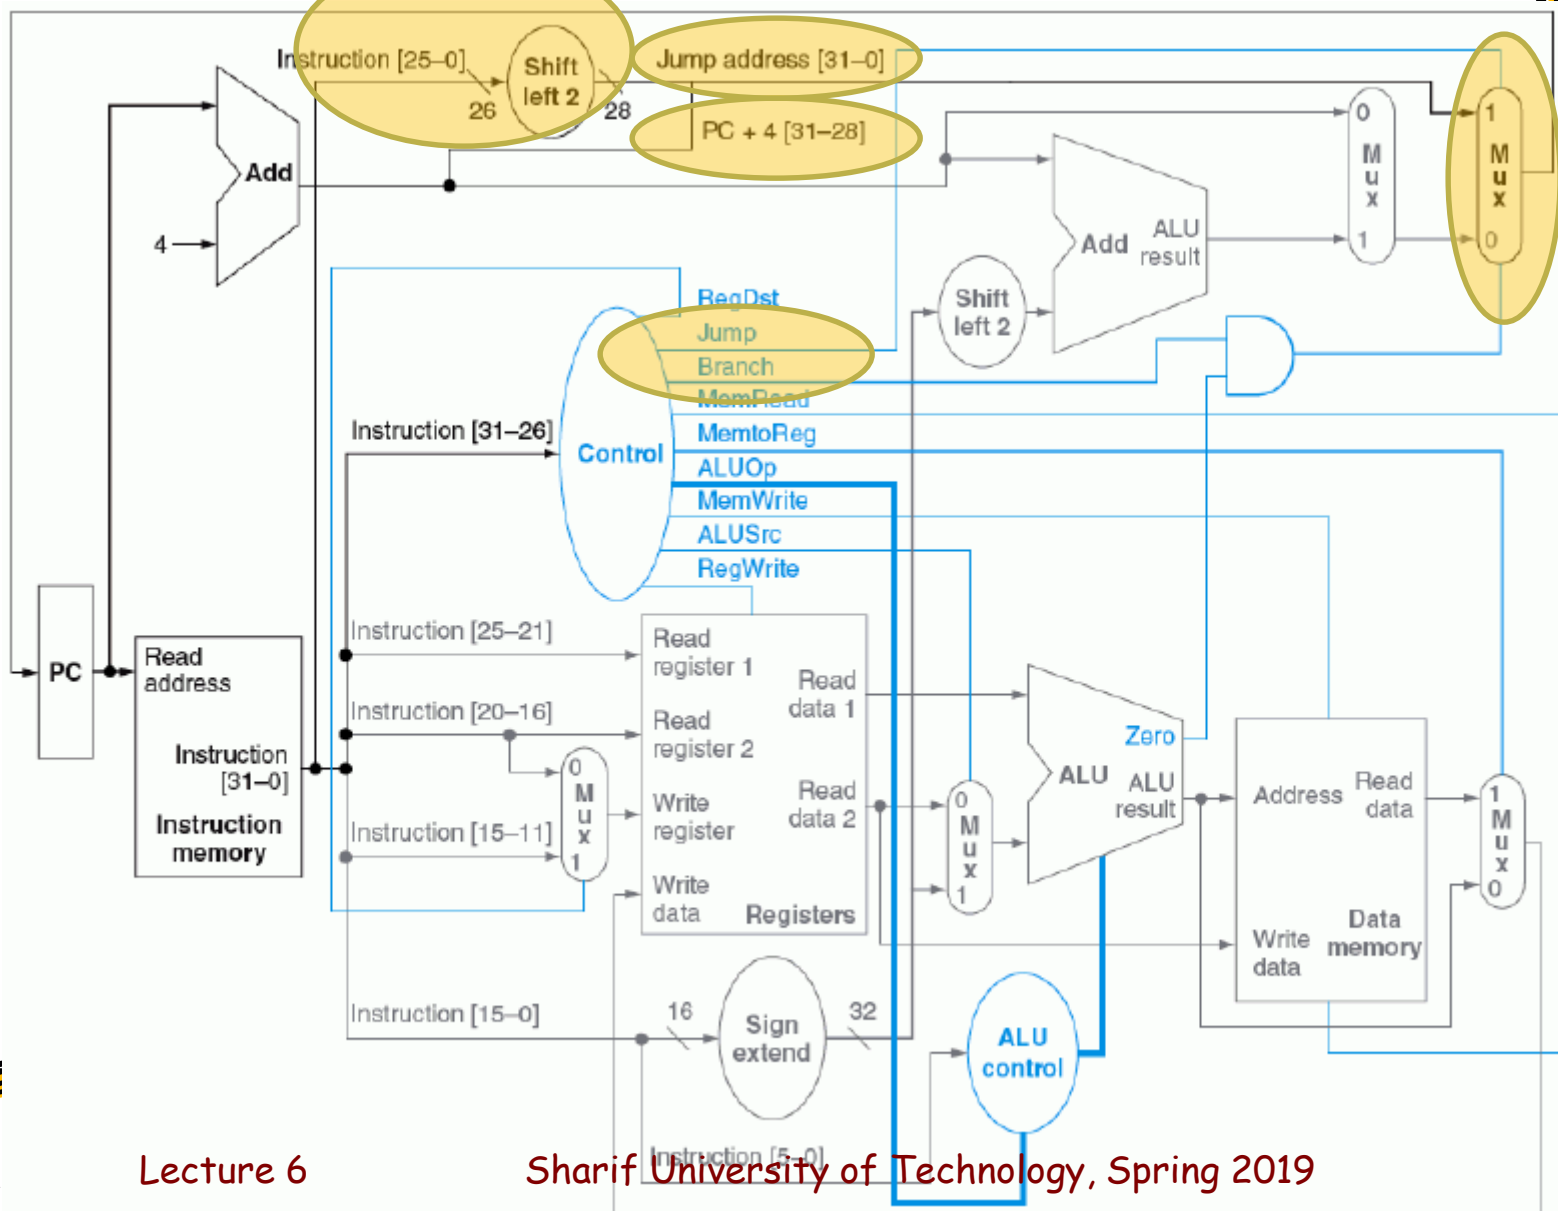 Instruction [25–0]
26
Shift
left 2
28
Jump address [31–0]
PC + 4 [31–28]
Add
4
0
M
u
x
1
1
M
u
x
0
Add
ALU
result
Shift
left 2
RegDst
Jump
Branch
MemRead
MemtoReg
ALUOp
MemWrite
ALUSrc
RegWrite
Instruction [31–26]
Control
PC
Read
address
Instruction
[31–0]
Instruction
memory
Instruction [25–21]
Instruction [20–16]
Instruction [15–11]
0
M
u
x
1
Read
register 1
Read
register 2
Write
register
Write
data
Read
data 1
Read
data 2
Registers
0
M
u
x
1
Zero
ALU
ALU
result
Address
Read
data
Write
data
Data
memory
1
M
u
x
0
Instruction [15–0]
16
Sign
extend
32
ALU
control
Instruction [5–0]
Lecture 6
Sharif University of Technology, Spring 2019